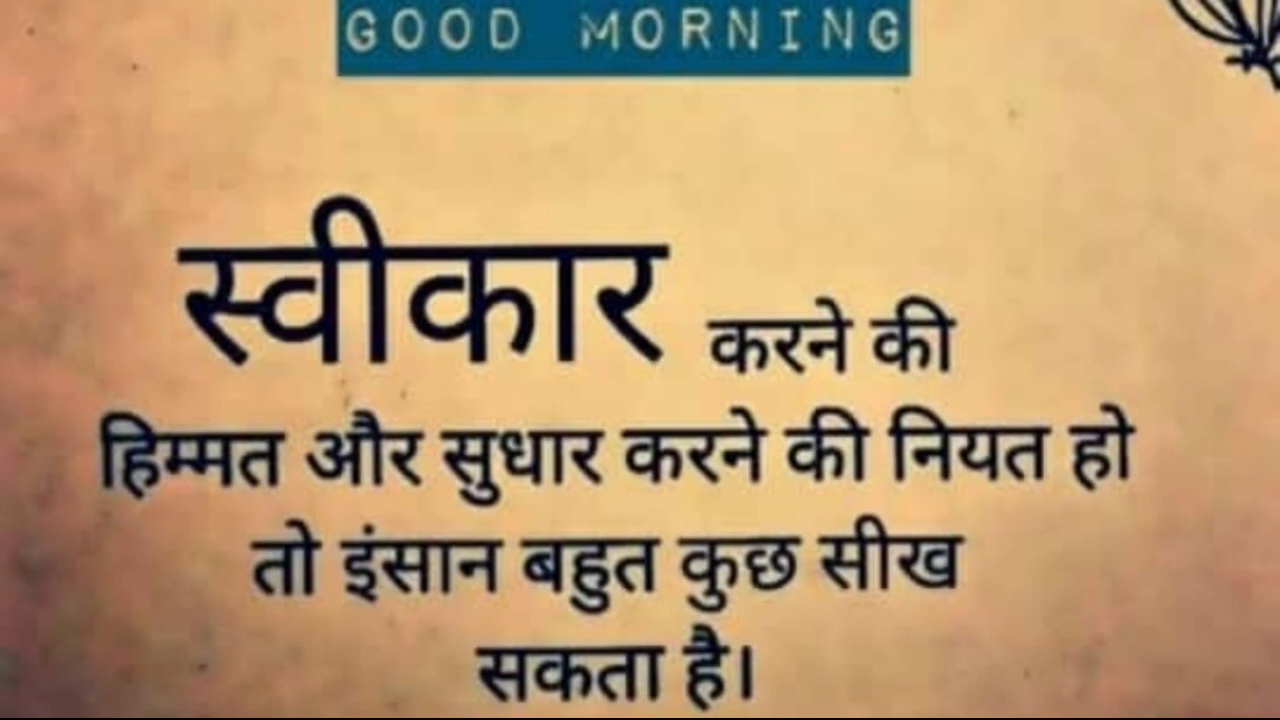 GOOD MORNING
स्वीकार करने की
हिम्मत और सुधार करने की नियत हो
तो इंसान बहुत कुछ सीख
सकता है।